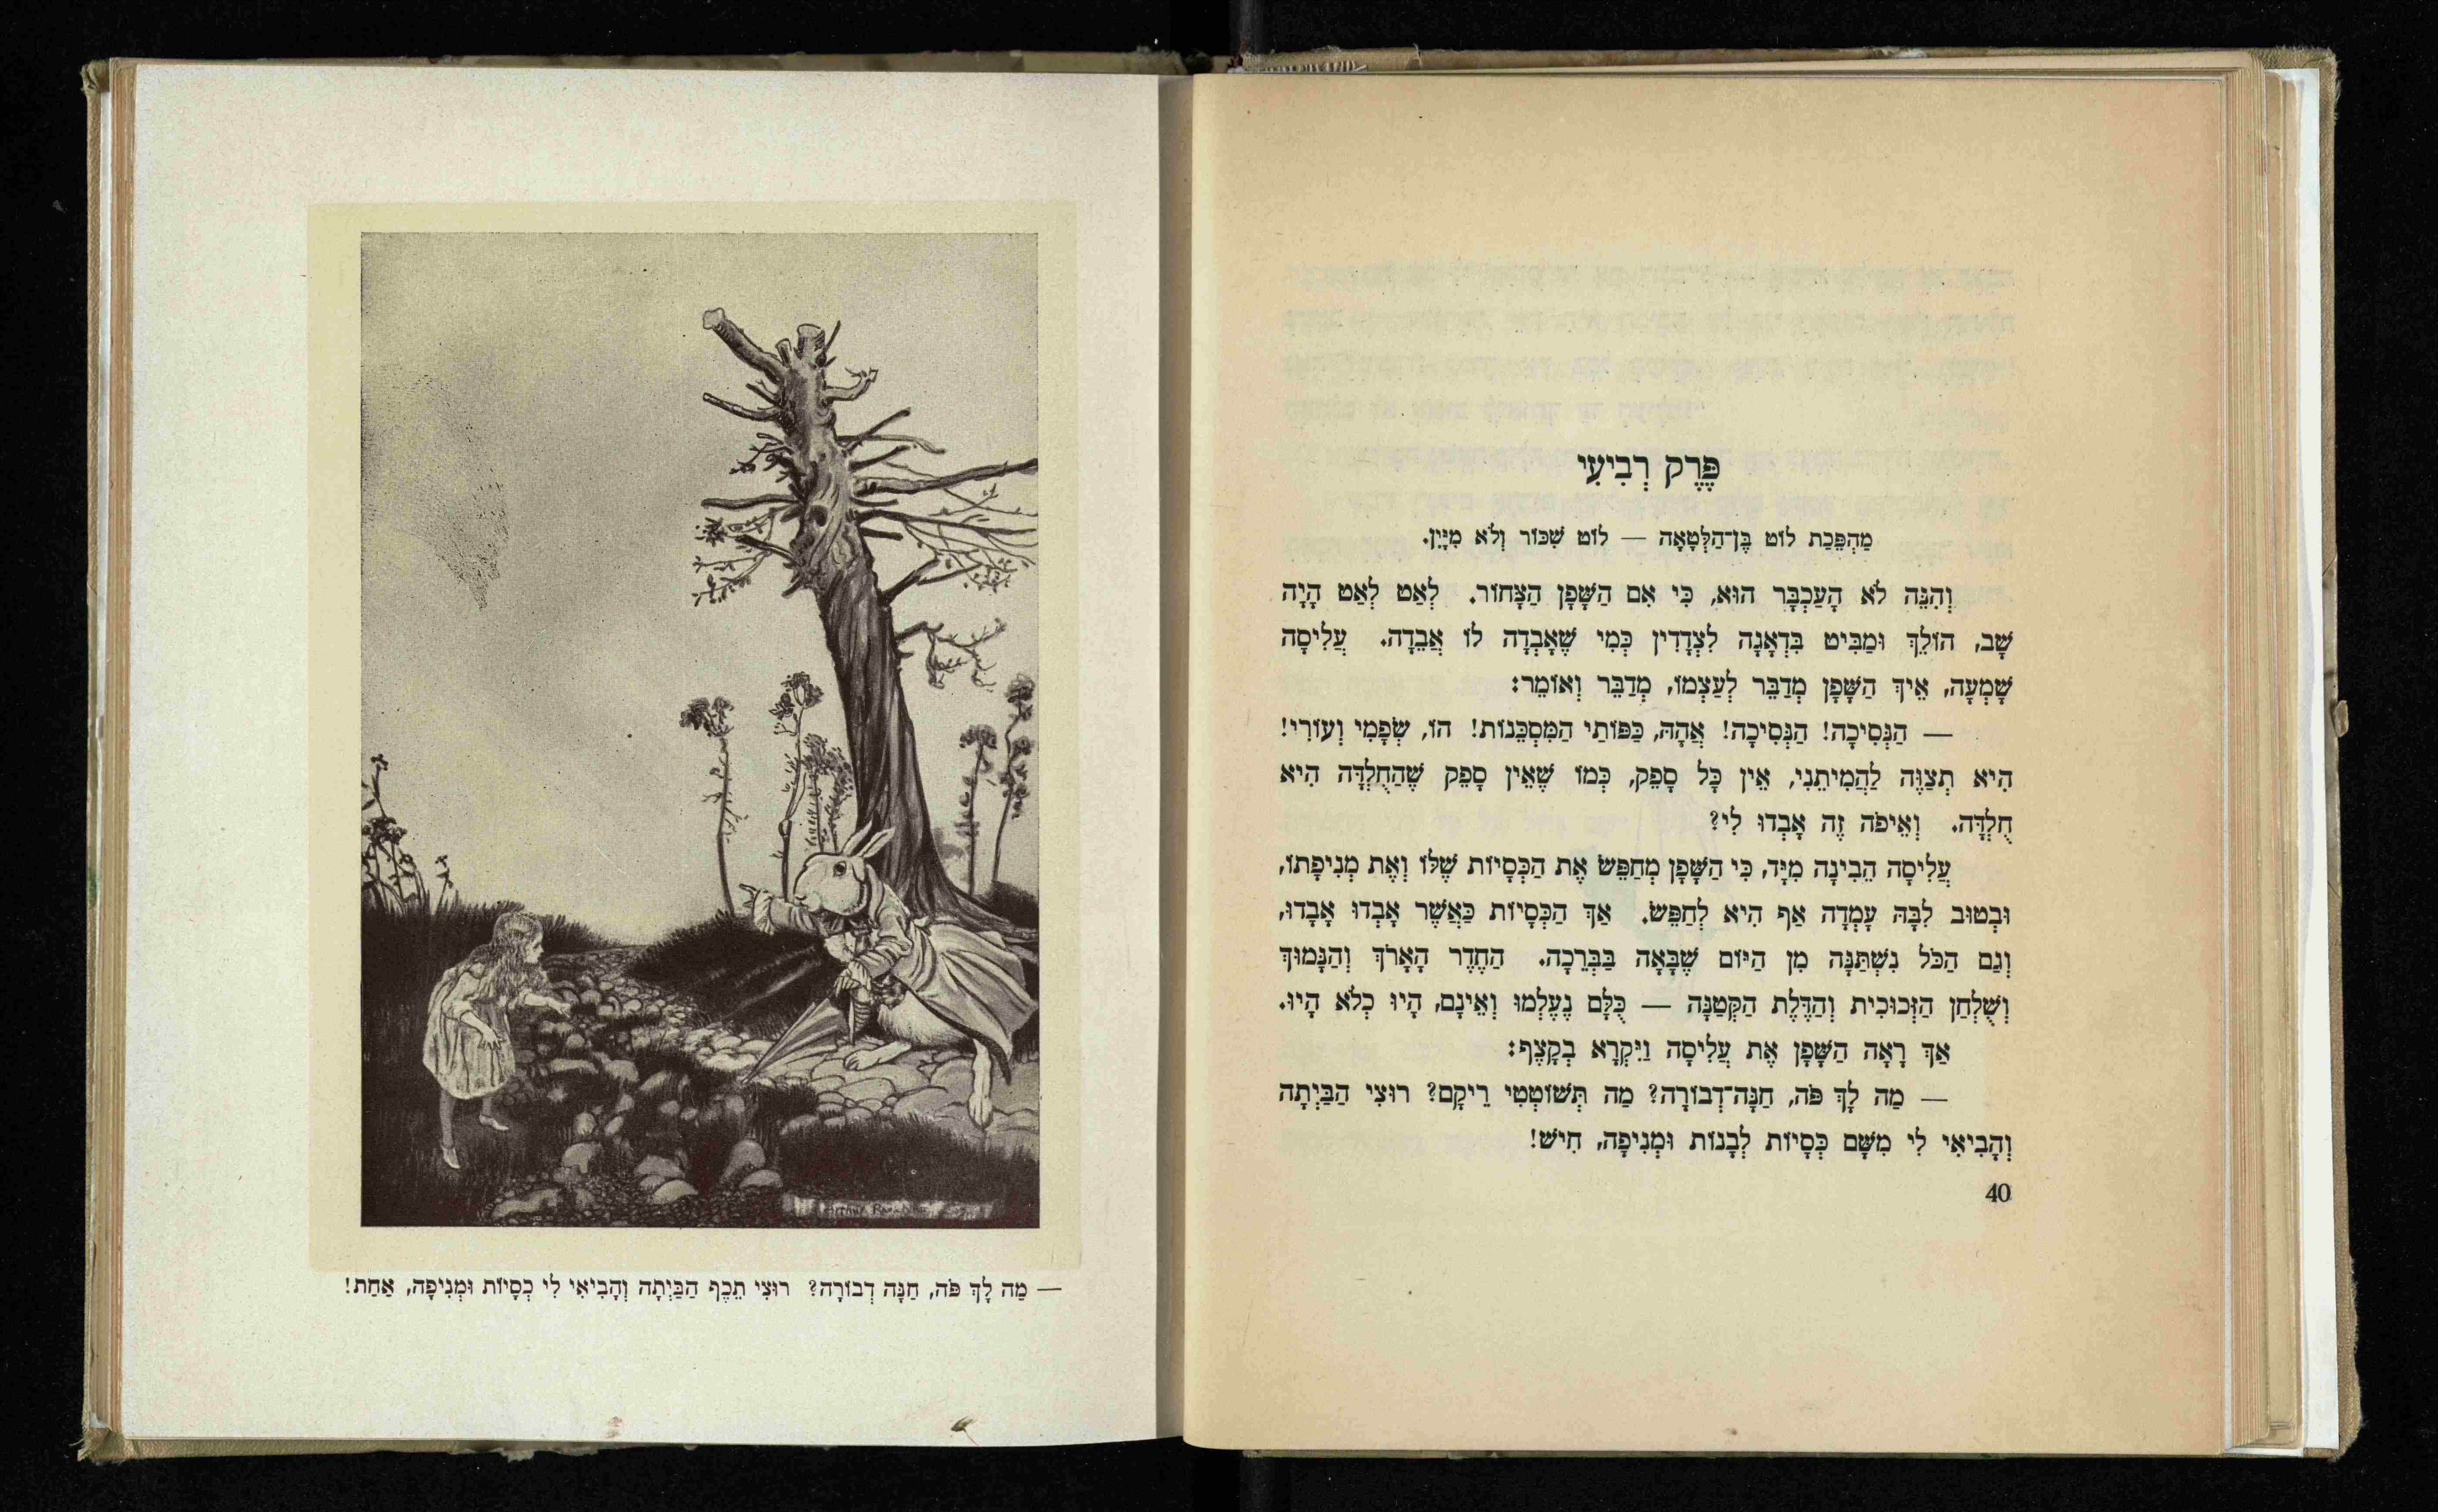 פֶּרֶק רְבִיעִי
מַהְפֵּכַת לוֹט בֶּן־הַלְּטָאָה — לוֹט שִׁכּוֹר וְלֹא מִיָּיִן.
וְהִנֵּה לֹא הָעַכְבָּר הוּא, כִּי אִם הַשָּׁפָן הַצָּחוֹר. לְאַט לְאַט הָיָה
שָׁב, הוֹלֵךְ וּמַבִּיט בִּדְאָגָה לִצְדָדִין כְּמִי שֶׁאָבְדָה לוֹ אֲבֵדָה. עֲלִיסָה
שָׁמְעָה, אֵיךְ הַשָּׁפָן מְדַבֵּר לְעַצְמוֹ, מְדַבֵּר וְאוֹמֵר:
— הַנְּסִיכָה! הַנְּסִיכָה! אֲהָהּ, כַּפּוֹתַי הַמִּסְכֵּנוֹת! הוֹ, שְׂפָמִי וְעוֹרִי!
הִיא תְצַוֶּה לַהֲמִיתֵנִי, אֵין כָּל סָפֵק, כְּמוֹ שֶׁאֵין סָפֵק שֶׁהַחֻלְדָּה הִיא
חֻלְדָּה. וְאֵיפֹה זֶה אָבְדוּ לִי?
עֲלִיסָה הֵבִינָה מִיָּד, כִּי הַשָּׁפָן מְחַפֵּשׂ אֶת הַכְּסָיוֹת שֶׁלּוֹ וְאֶת מְנִיפָתוֹ,
וּבְטוּב לִבָּהּ עָמְדָה אַף הִיא לְחַפֵּשׂ. אַךְ הַכְּסָיוֹת כַּאֲשֶׁר אָבְדוּ אָבָדוּ,
וְגַם הַכֹּל נִשְׁתַּנָּה מִן הַיּוֹם שֶׁבָּאָה בַּבְּרֵכָה. הַחֶדֶר הָאָרֹךְ וְהַנָּמוּךְ
וְשֻׁלְחַן הַזְּכוּכִית וְהַדֶּלֶת הַקְּטַנָּה — כֻּלָּם נֶעֶלְמוּ וְאֵינָם, הָיוּ כְלֹא הָיוּ.
אַךְ רָאָה הַשָּׁפָן אֶת עֲלִיסָה וַיִּקְרָא בְקָצֶף:
— מַה לָּךְ פֹּה, חַנָּה־דְבוֹרָה? מַה תְּשׁוֹטְטִי רֵיקָם? רוּצִי הַבַּיְתָה
וְהָבִיאִי לִי מִשָּׁם כְּסָיוֹת לְבָנוֹת וּמְנִיפָה, חִישׁ!
40
Arthur
— מַה לָּךְ פֹּה, חַנָּה דְבוֹרָה? רוּצִי תֵכֶף הַבַּיְתָה וְהָבִיאִי לִי כְסָיוֹת וּמְנִיפָה, אַחַת!